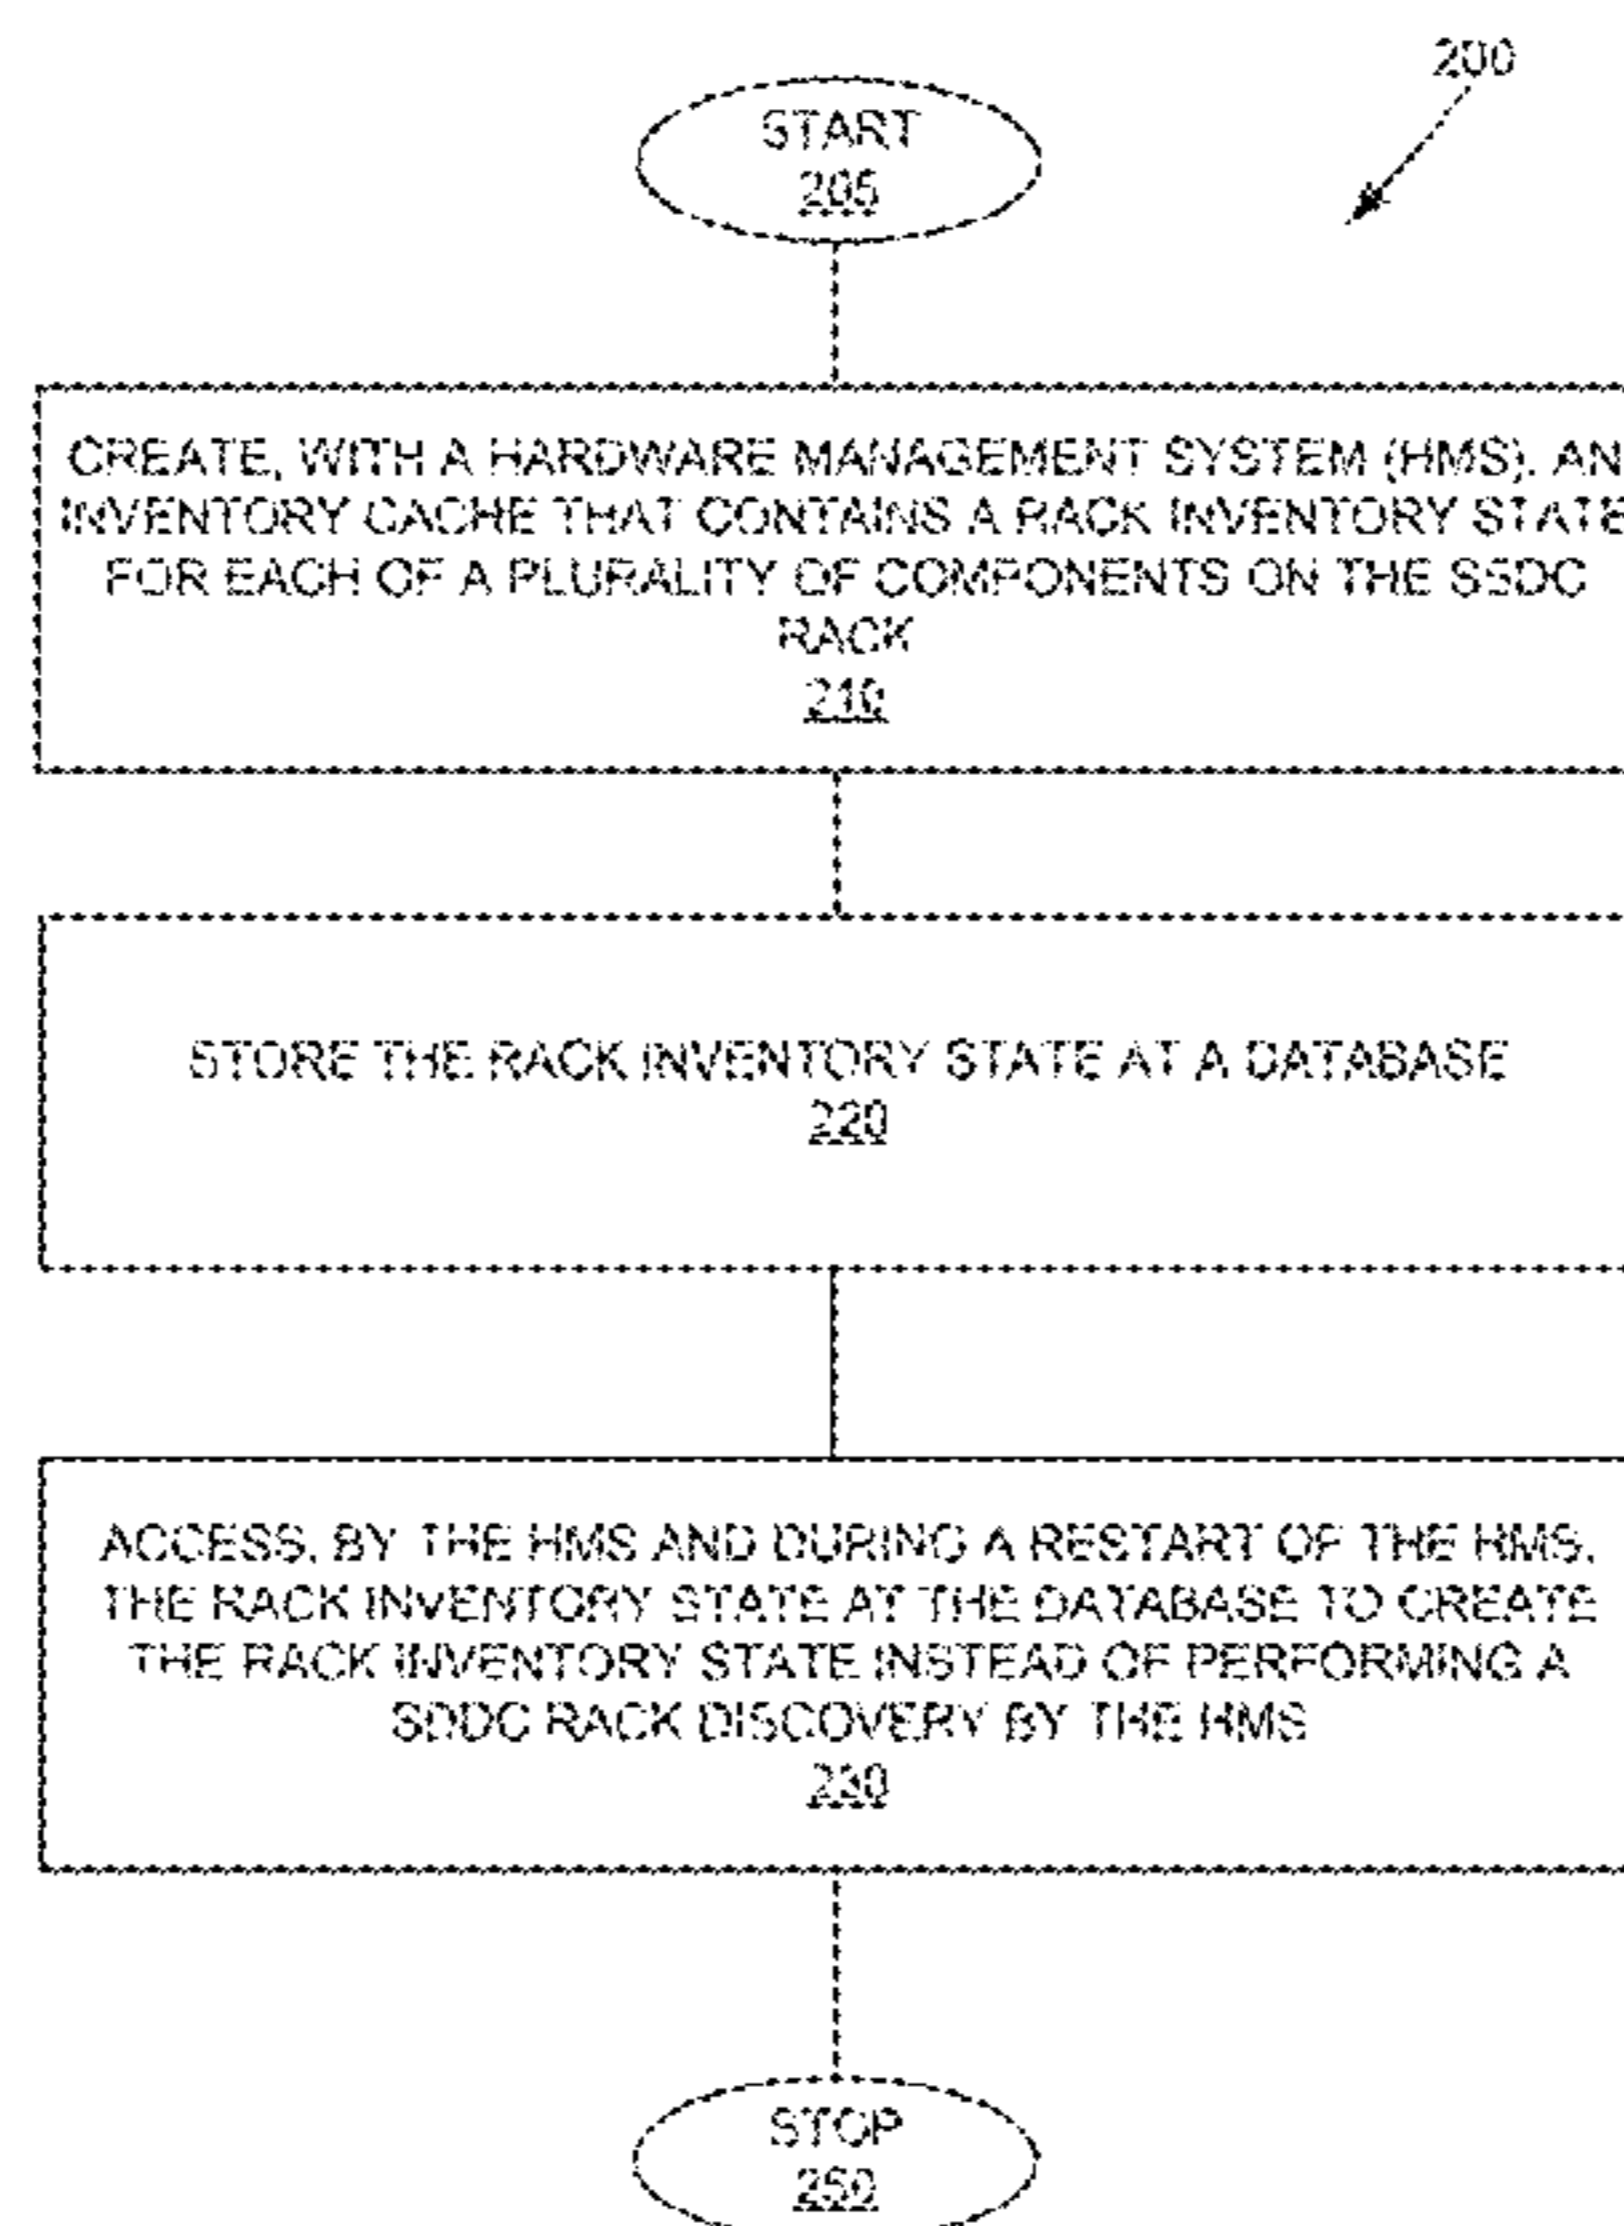 200
START
205
CREATE, WITH A HARDWARE MANAGEMENT SYSTEM (HMS), AN
INVENTORY CACHE THAT CONTAINS A RACK INVENTORY STATE
FOR EACH OF A PLURALITY OF COMPONENTS ON THE SSDC
RACK
210
STORE THE RACK INVENTORY STATE AT A DATABASE
220
ACCESS, BY THE HMS AND DURING A RESTART OF THE HMS,
THE RACK INVENTORY STATE AT THE DATABASE TO CREATE
THE RACK INVENTORY STATE INSTEAD OF PERFORMING A
SDDC RACK DISCOVERY BY THE HMS
230
STOP
250